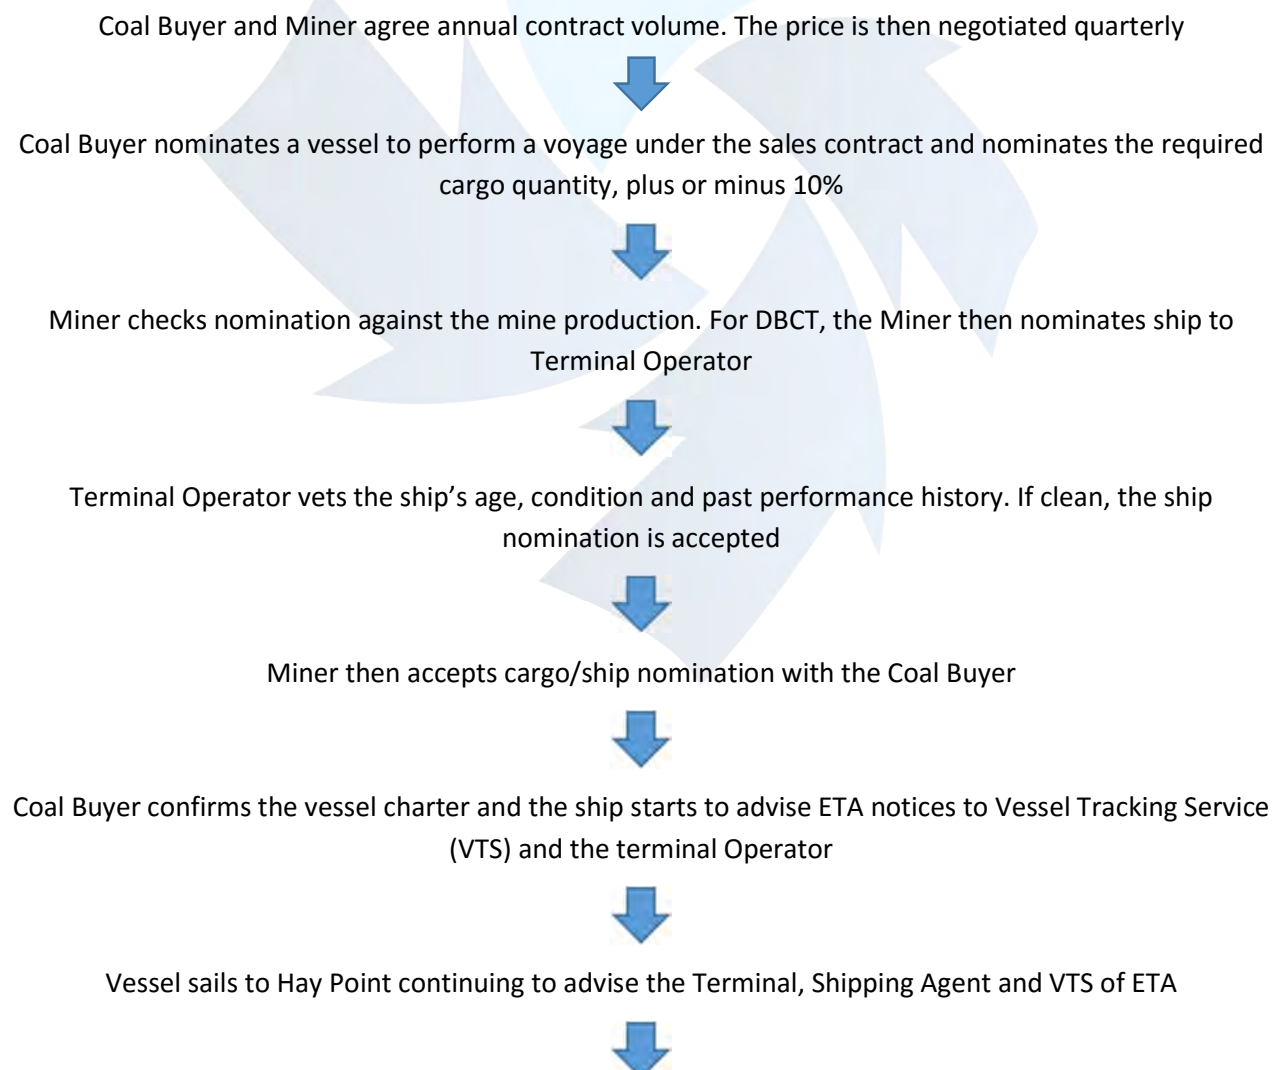 Coal Buyer and Miner agree annual contract volume. The price is then negotiated quarterly
Coal Buyer nominates a vessel to perform a voyage under the sales contract and nominates the required
cargo quantity, plus or minus 10%
Miner checks nomination against the mine production. For DBCT, the Miner then nominates ship to
Terminal Operator
Terminal Operator vets the ship’s age, condition and past performance history. If clean, the ship
nomination is accepted
Miner then accepts cargo/ship nomination with the Coal Buyer
Coal Buyer confirms the vessel charter and the ship starts to advise ETA notices to Vessel Tracking Service
(VTS) and the terminal Operator
Vessel sails to Hay Point continuing to advise the Terminal, Shipping Agent and VTS of ETA